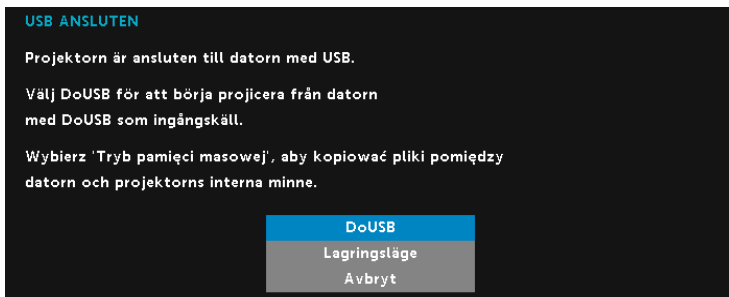 USB ANSLUTEN
Projektorn är ansluten till datorn med USB.
Välj DoUSB för att börja projicera från datorn
med DoUSB som ingångskäll.
Wybierz 'Tryb pamięci masowej', aby kopiować pliki pomiędzy
datorn och projektorns interna minne.
DoUSB
Lagringsläge
Avbryt